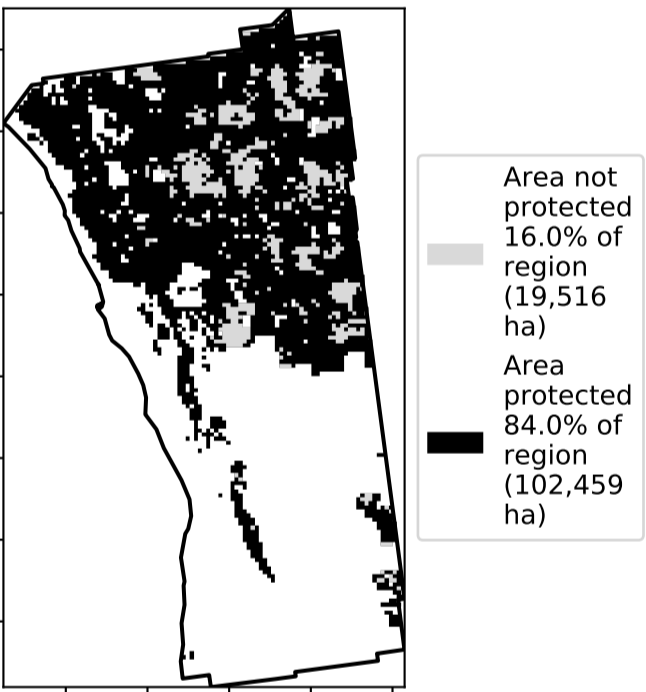 Area not
protected
16.0% of
region
(19,516
ha)
Area
protected
84.0% of
region
(102,459
ha)